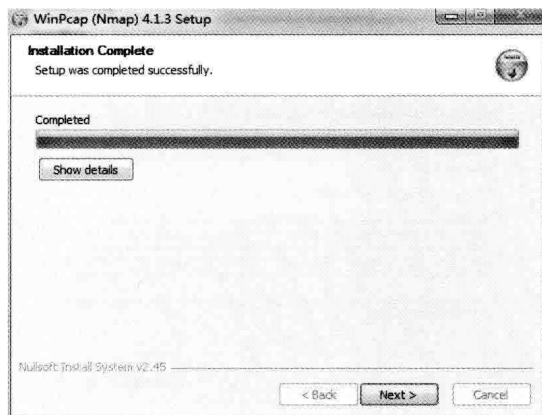 WinPcap (Nmap) 4.1.3 Setup
Installation Complete
Setup was completed successfully.
Completed
Show details
Nullsoft Install System v2.45
< Back Next > Cancel